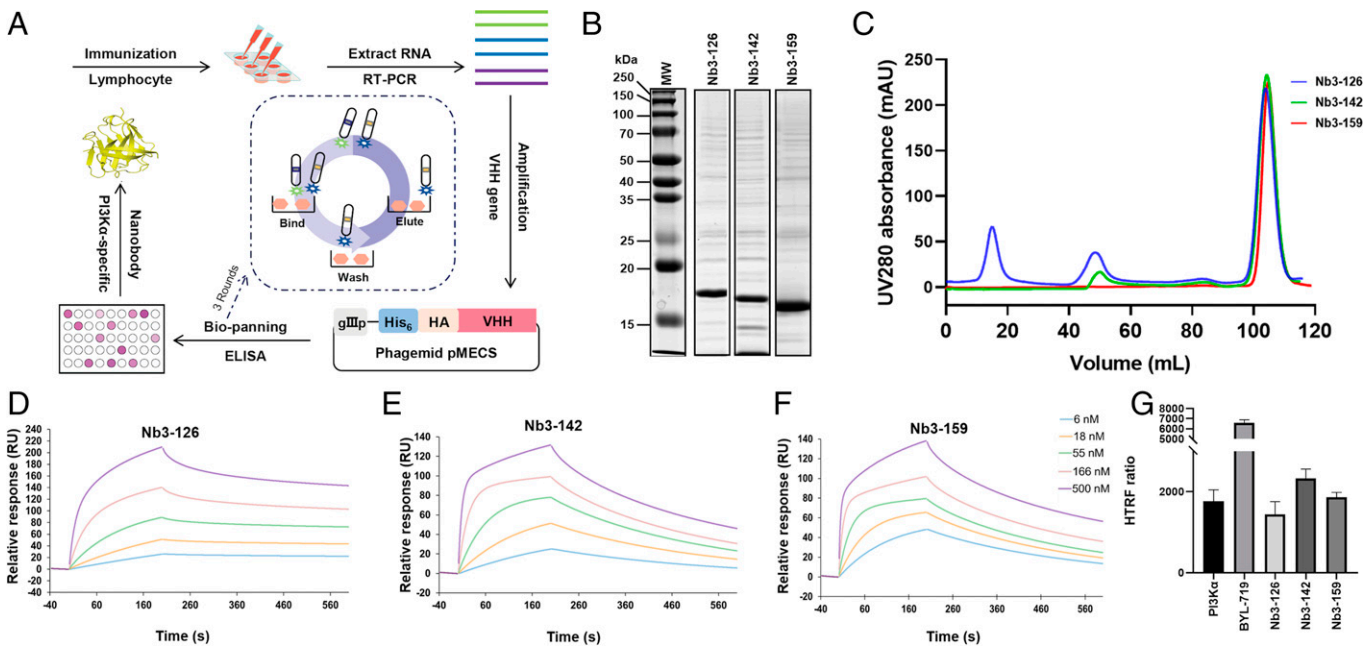 A
Immunization
Lymphocyte
Extract RNA
RT-PCR
Amplification
VHH gene
Bind
Elute
Wash
3 Rounds
Nanobody
PI3Kα-specific
Bio-panning
ELISA
gIIIp
His6
HA
VHH
Phagemid pMECS
B
kDa
MW
Nb3-126
Nb3-142
Nb3-159
250
150
100
70
50
40
35
25
20
15
C
UV280 absorbance (mAU)
250
200
150
100
50
0
0
20
40
60
80
100
120
Volume (mL)
Nb3-126
Nb3-142
Nb3-159
D
Nb3-126
Relative response (RU)
240
220
200
180
160
140
120
100
80
60
40
20
0
-20
-40
-40
60
160
260
360
460
560
Time (s)
E
Nb3-142
Relative response (RU)
140
120
100
80
60
40
20
0
-20
-40
60
160
260
360
460
560
Time (s)
F
Nb3-159
Relative response (RU)
140
120
100
80
60
40
20
0
-20
-40
60
160
260
360
460
560
Time (s)
6 nM
18 nM
55 nM
166 nM
500 nM
G
HTRF ratio
8000
7000
6000
5000
2000
0
PI3Kα
BYL-719
Nb3-126
Nb3-142
Nb3-159